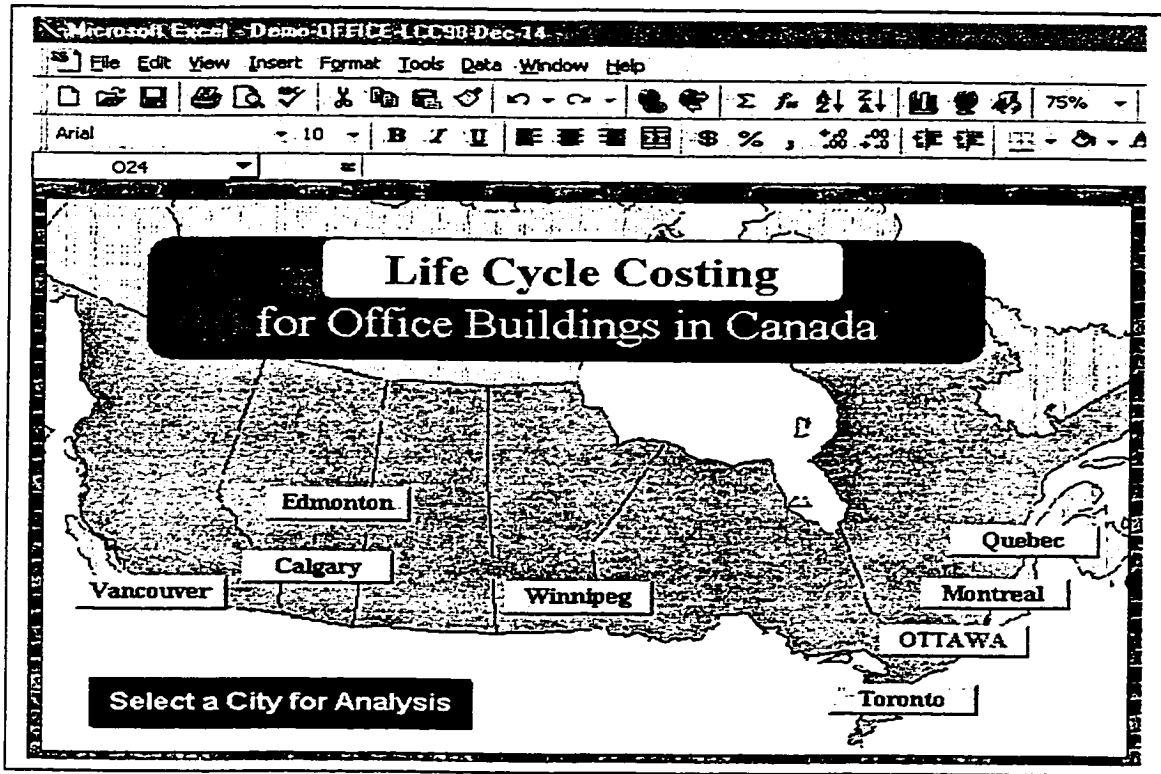 Microsoft Excel - Demo-OFFICE-LCC98-Dec-14
File Edit View Insert Format Tools Data Window Help
75%
Arial 10 B I U $ % ,
O24 =
Life Cycle Costing
for Office Buildings in Canada
Edmonton
Calgary
Vancouver
Winnipeg
Quebec
Montreal
OTTAWA
Toronto
Select a City for Analysis